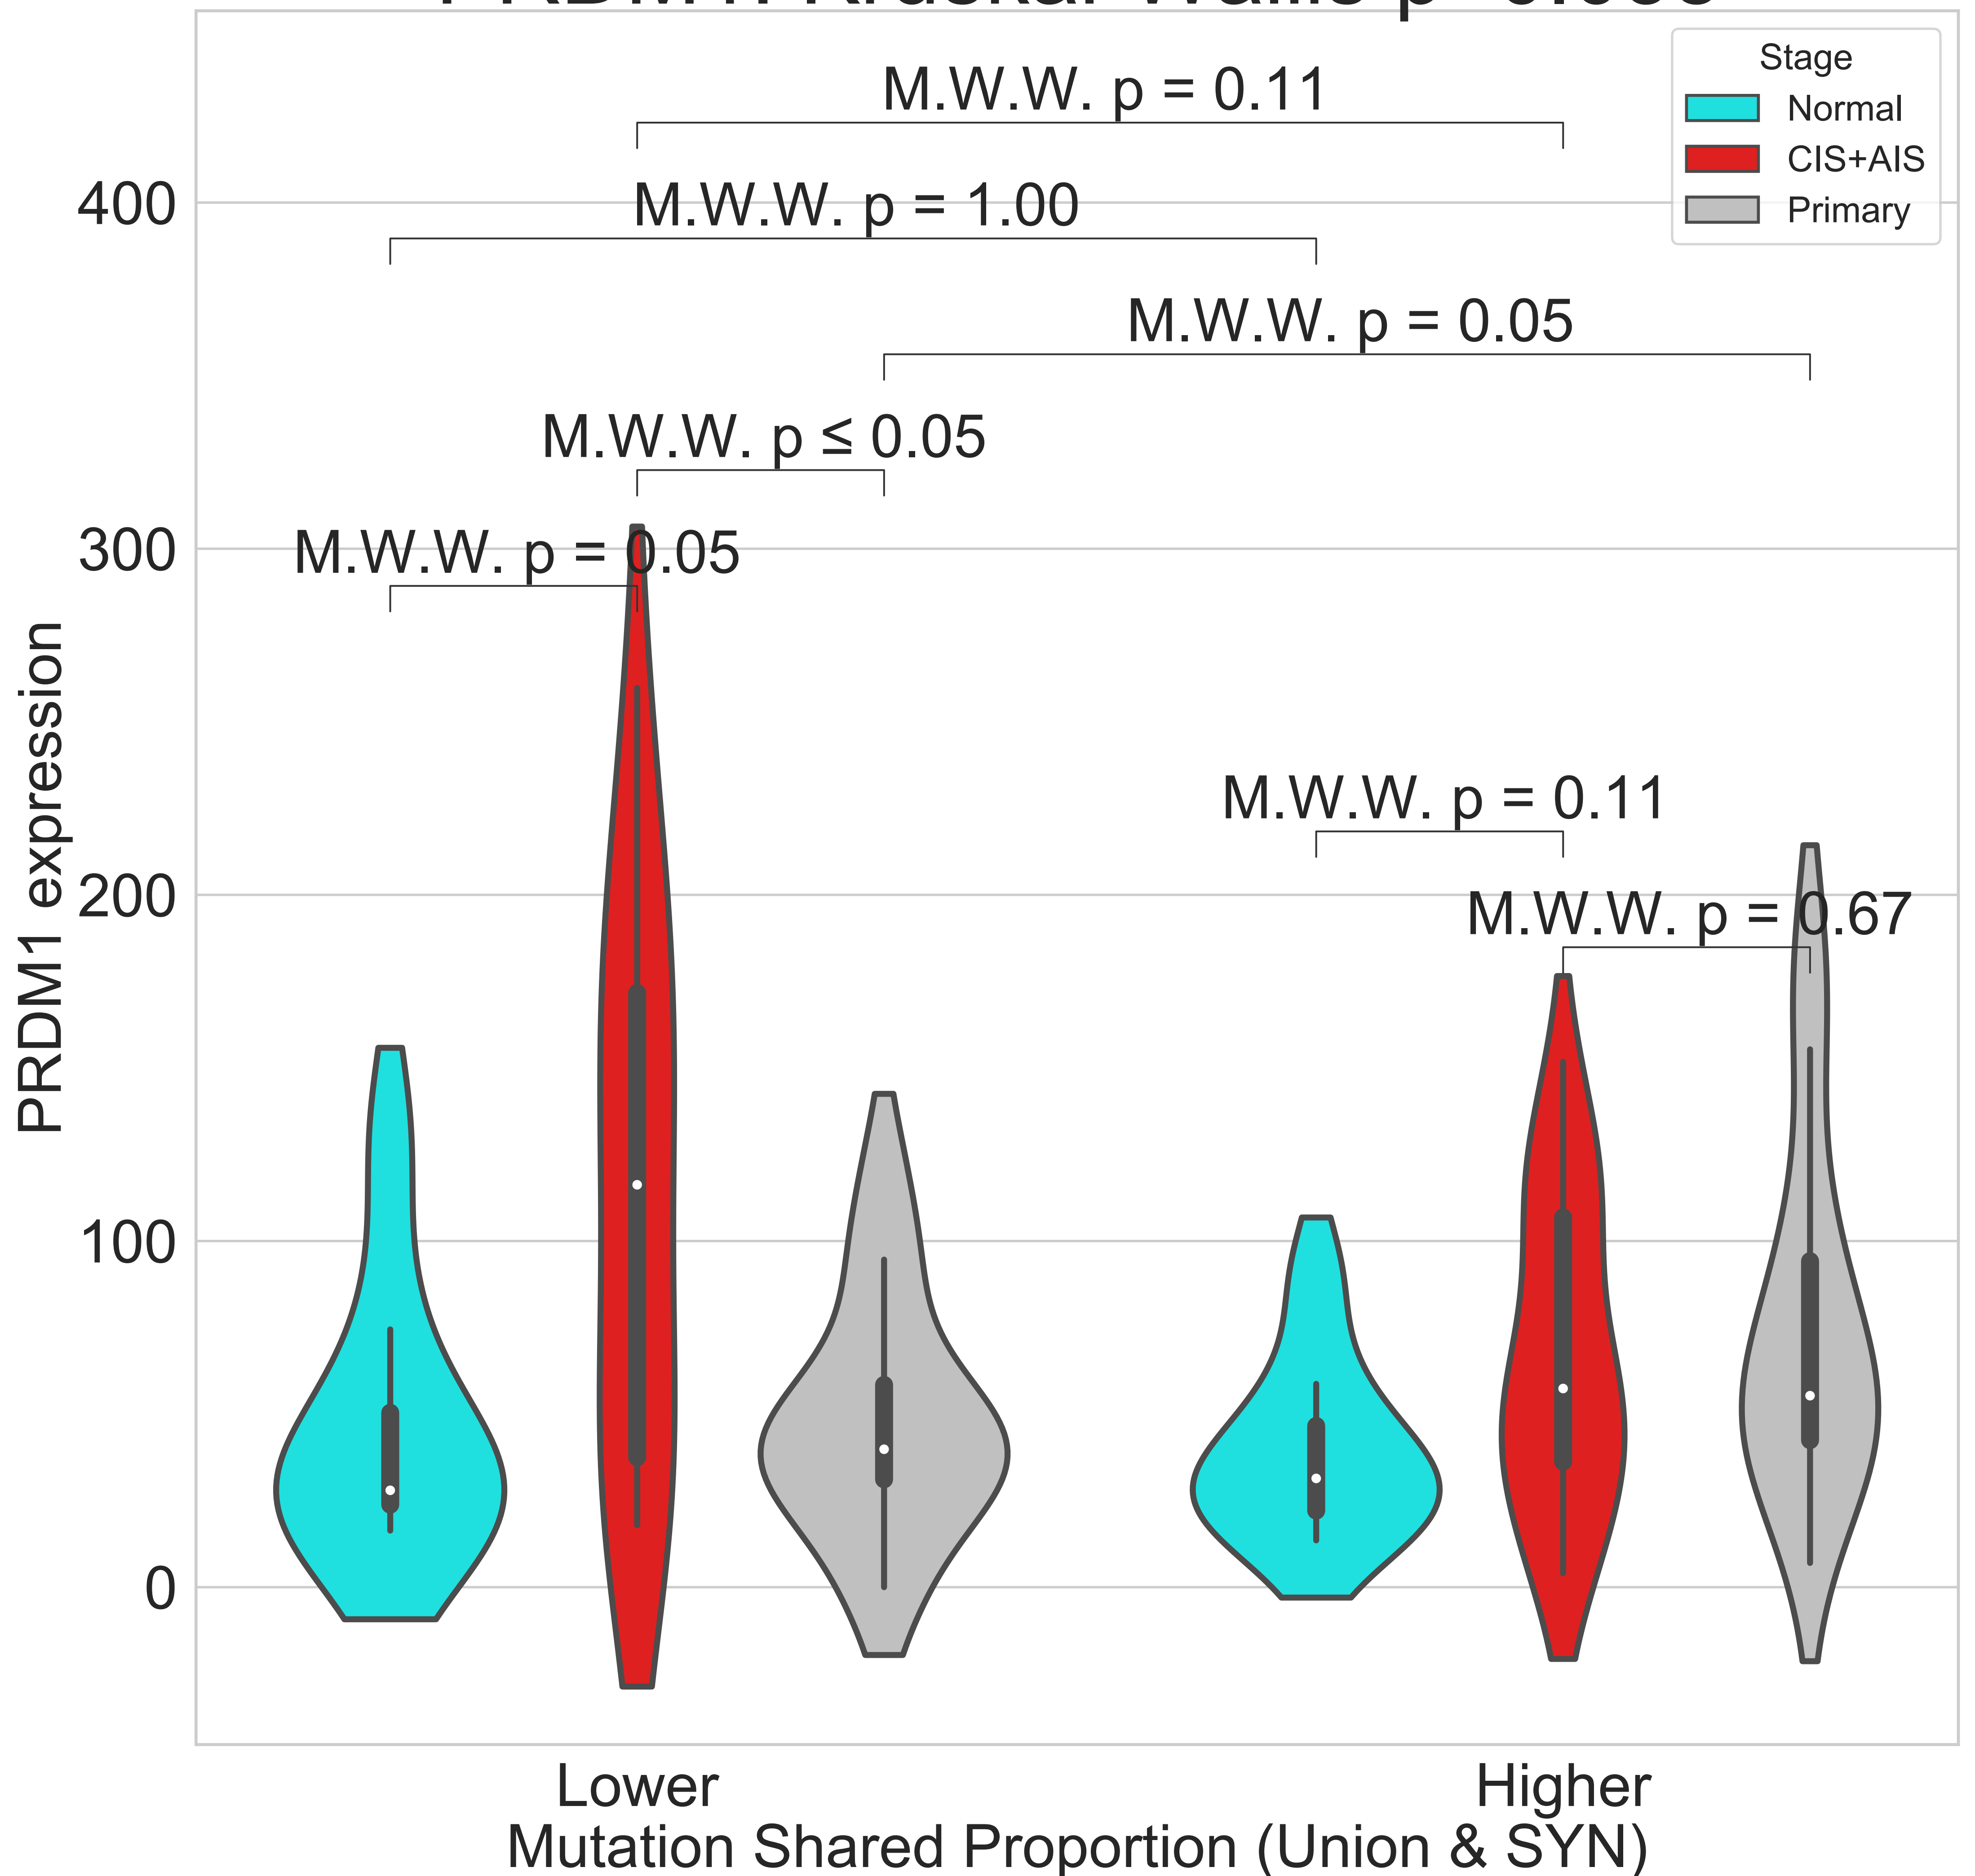 Stage
Normal
CIS+AIS
Primary
M.W.W. p = 0.11
M.W.W. p = 1.00
M.W.W. p = 0.05
M.W.W. p ≤ 0.05
M.W.W. p = 0.05
M.W.W. p = 0.11
M.W.W. p = 0.67
400
300
200
100
0
PRDM1 expression
Lower
Higher
Mutation Shared Proportion (Union & SYN)